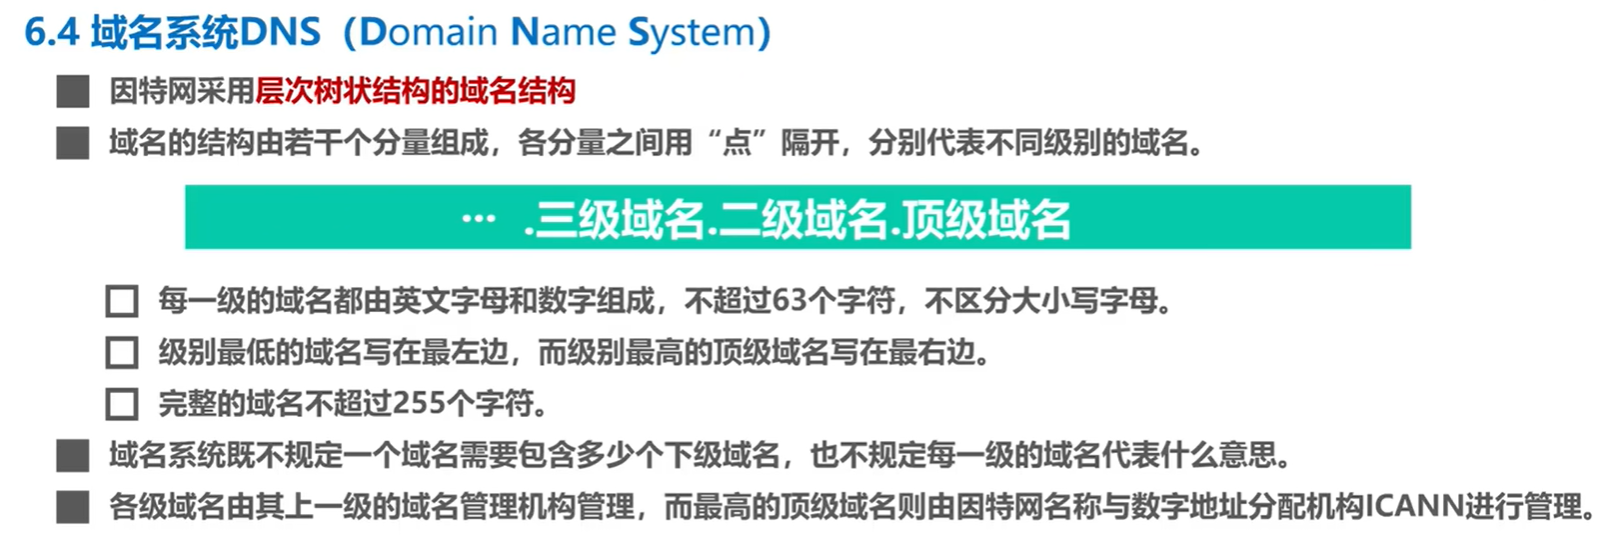 6.4 域名系统DNS（Domain Name System）
因特网采用层次树状结构的域名结构
域名的结构由若干个分量组成，各分量之间用“点”隔开，分别代表不同级别的域名。
… .三级域名.二级域名.顶级域名
每一级的域名都由英文字母和数字组成，不超过63个字符，不区分大小写字母。
级别最低的域名写在最左边，而级别最高的顶级域名写在最右边。
完整的域名不超过255个字符。
域名系统既不规定一个域名需要包含多少个下级域名，也不规定每一级的域名代表什么意思。
各级域名由其上一级的域名管理机构管理，而最高的顶级域名则由因特网名称与数字地址分配机构ICANN进行管理。